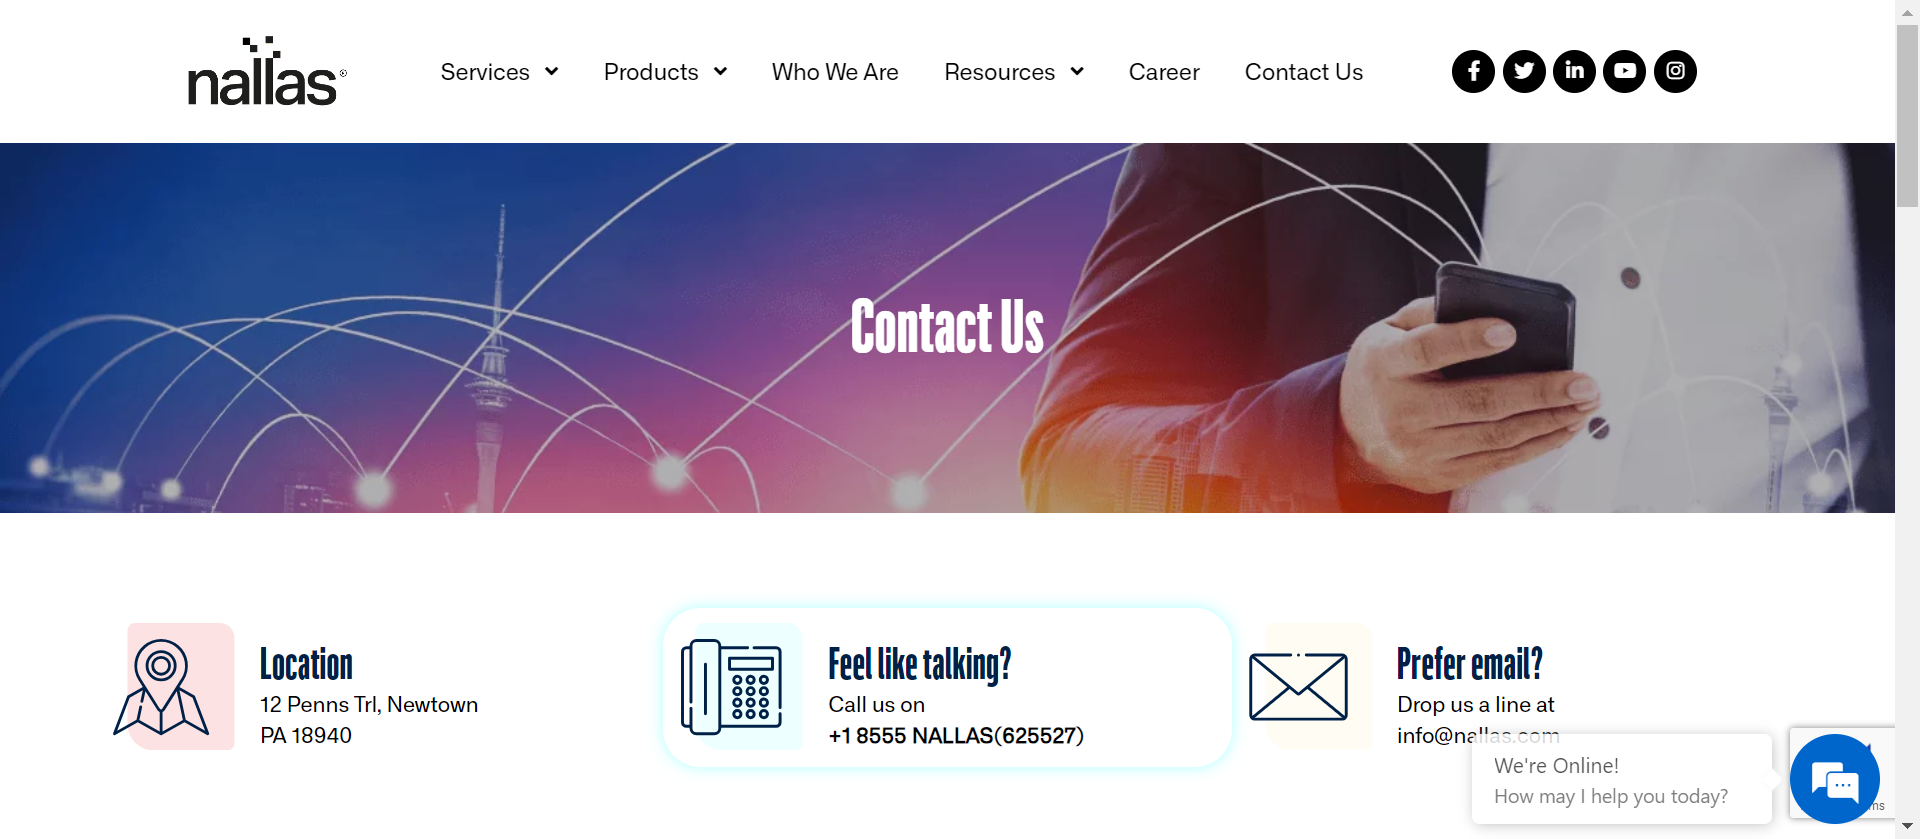 nallas
Services
Products
Who We Are
Resources
Career
Contact Us
Contact Us
Location
12 Penns Trl, Newtown
PA 18940
Feel like talking?
Call us on
+1 8555 NALLAS(625527)
Prefer email?
Drop us a line at
info@nallas.com
We're Online!
How may I help you today?